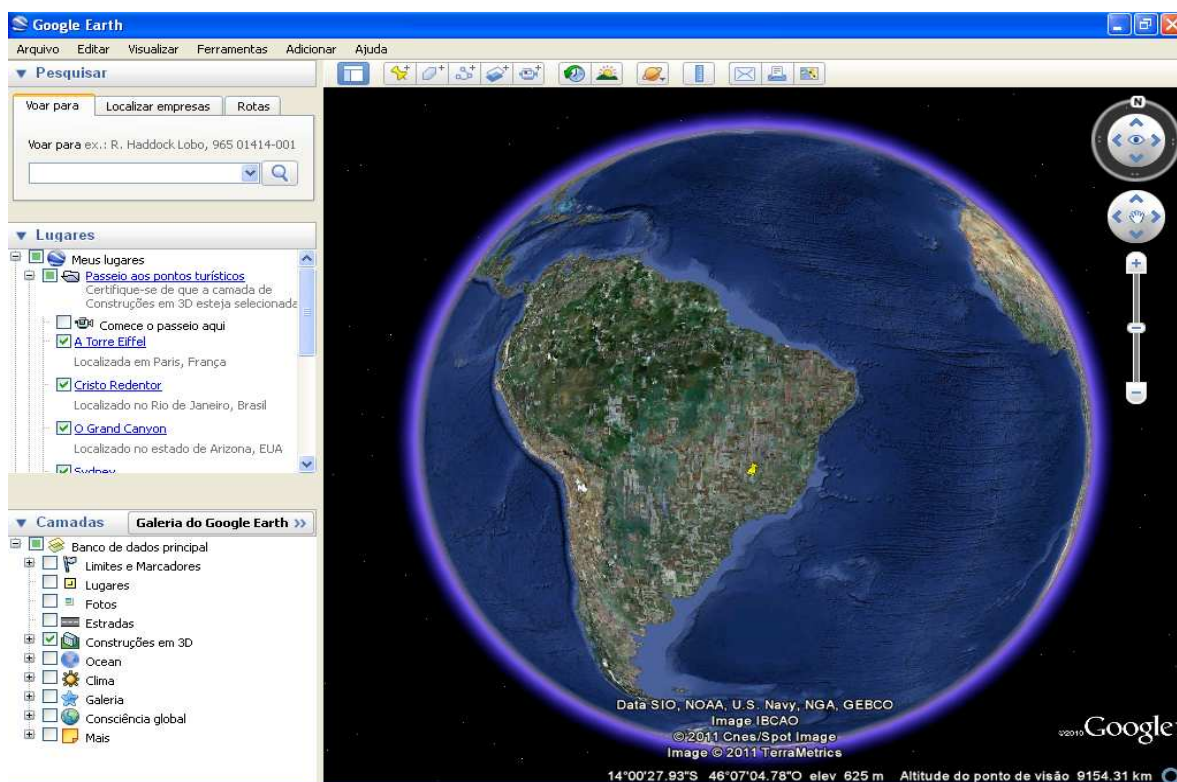 Google Earth
Arquivo Editar Visualizar Ferramentas Adicionar Ajuda
Pesquisar
Voar para Localizar empresas Rotas
Voar para ex.: R. Haddock Lobo, 965 01414-001
Lugares
Meus lugares
Passeio aos pontos turísticos
Certifique-se de que a camada de
Construções em 3D esteja selecionada
Comece o passeio aqui
A Torre Eiffel
Localizada em Paris, França
Cristo Redentor
Localizado no Rio de Janeiro, Brasil
O Grand Canyon
Localizado no estado de Arizona, EUA
Sydney
Camadas Galeria do Google Earth >>
Banco de dados principal
Limites e Marcadores
Lugares
Fotos
Estradas
Construções em 3D
Ocean
Clima
Galeria
Consciência global
Mais
N
Data SIO, NOAA, U.S. Navy, NGA, GEBCO
Image IBCAO
© 2011 Cnes/Spot Image
Image © 2011 TerraMetrics
©2010 Google
14°00'27.93"S 46°07'04.78"O elev 625 m Altitude do ponto de visão 9154.31 km